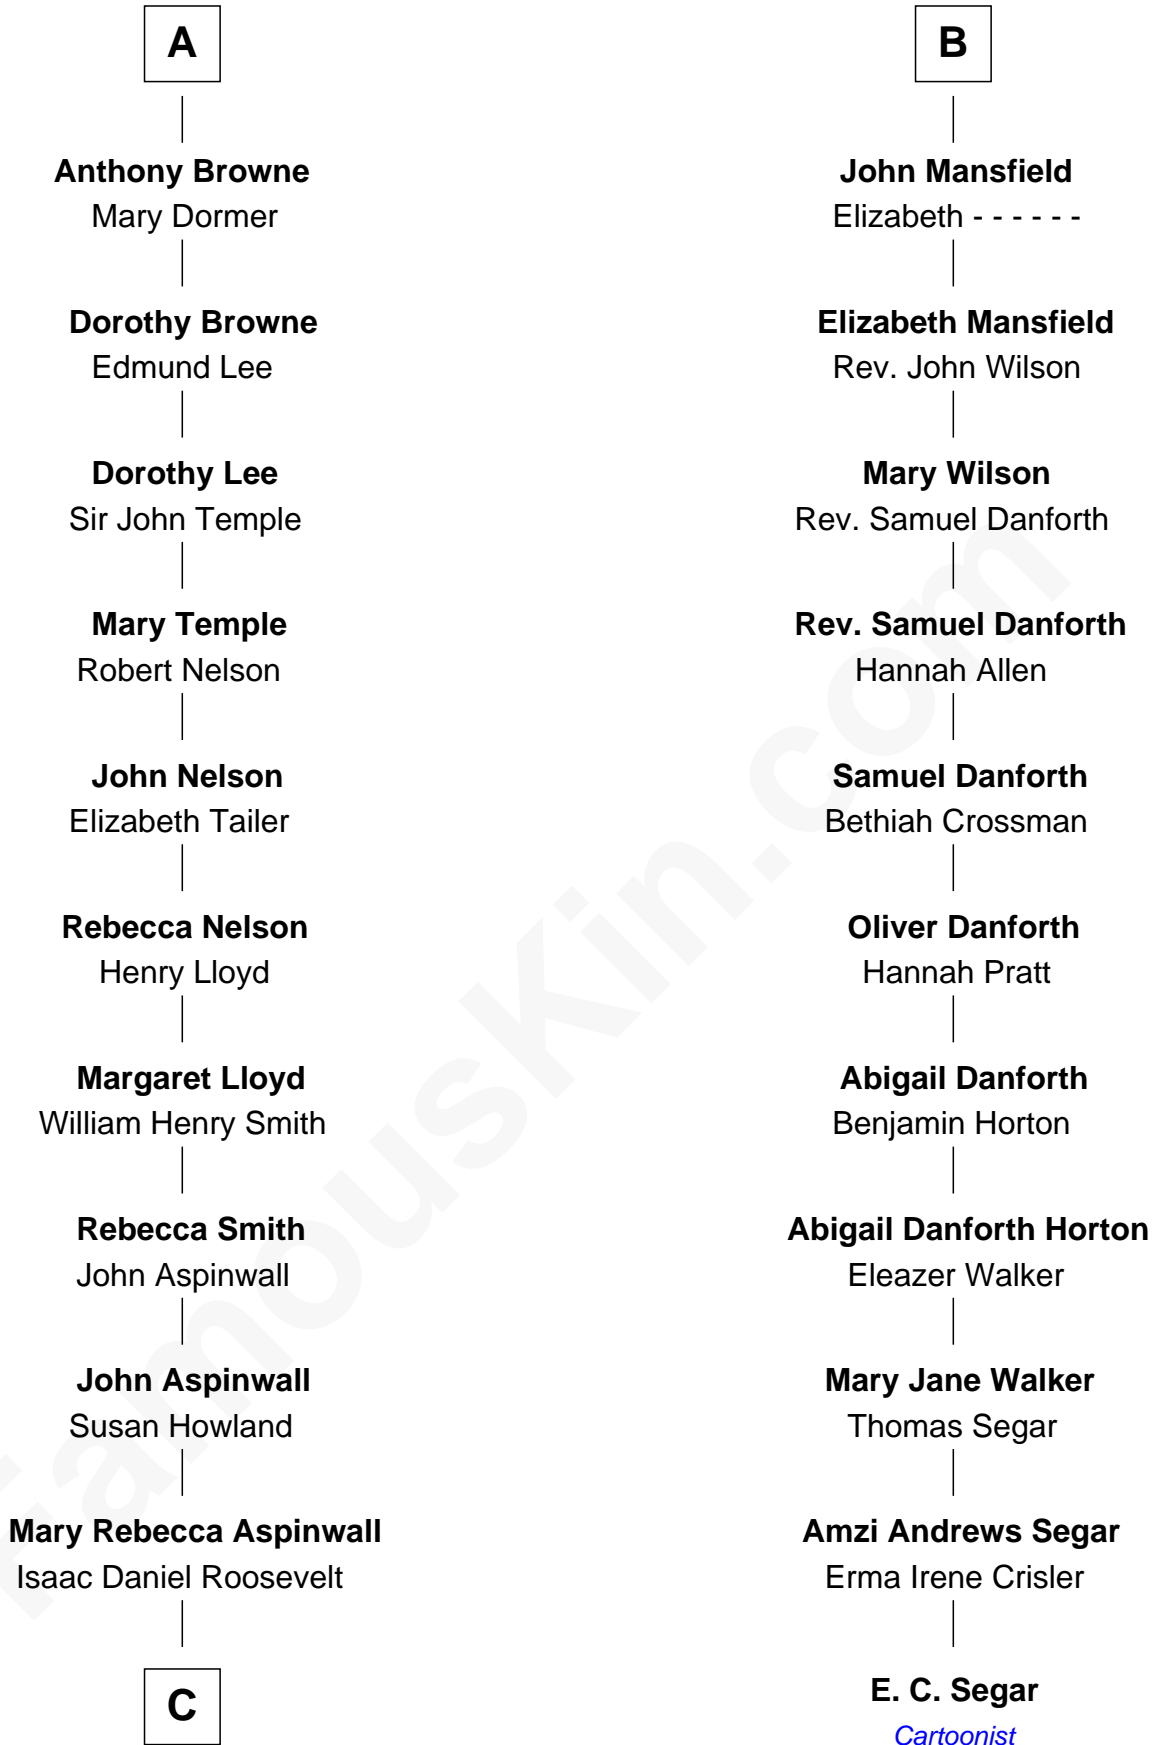 A
Anthony Browne
Mary Dormer
Dorothy Browne
Edmund Lee
Dorothy Lee
Sir John Temple
Mary Temple
Robert Nelson
John Nelson
Elizabeth Tailer
Rebecca Nelson
Henry Lloyd
Margaret Lloyd
William Henry Smith
Rebecca Smith
John Aspinwall
John Aspinwall
Susan Howland
Mary Rebecca Aspinwall
Isaac Daniel Roosevelt
C
B
John Mansfield
Elizabeth - - - - - -
Elizabeth Mansfield
Rev. John Wilson
Mary Wilson
Rev. Samuel Danforth
Rev. Samuel Danforth
Hannah Allen
Samuel Danforth
Bethiah Crossman
Oliver Danforth
Hannah Pratt
Abigail Danforth
Benjamin Horton
Abigail Danforth Horton
Eleazer Walker
Mary Jane Walker
Thomas Segar
Amzi Andrews Segar
Erma Irene Crisler
E. C. Segar
Cartoonist
FamousKin.com